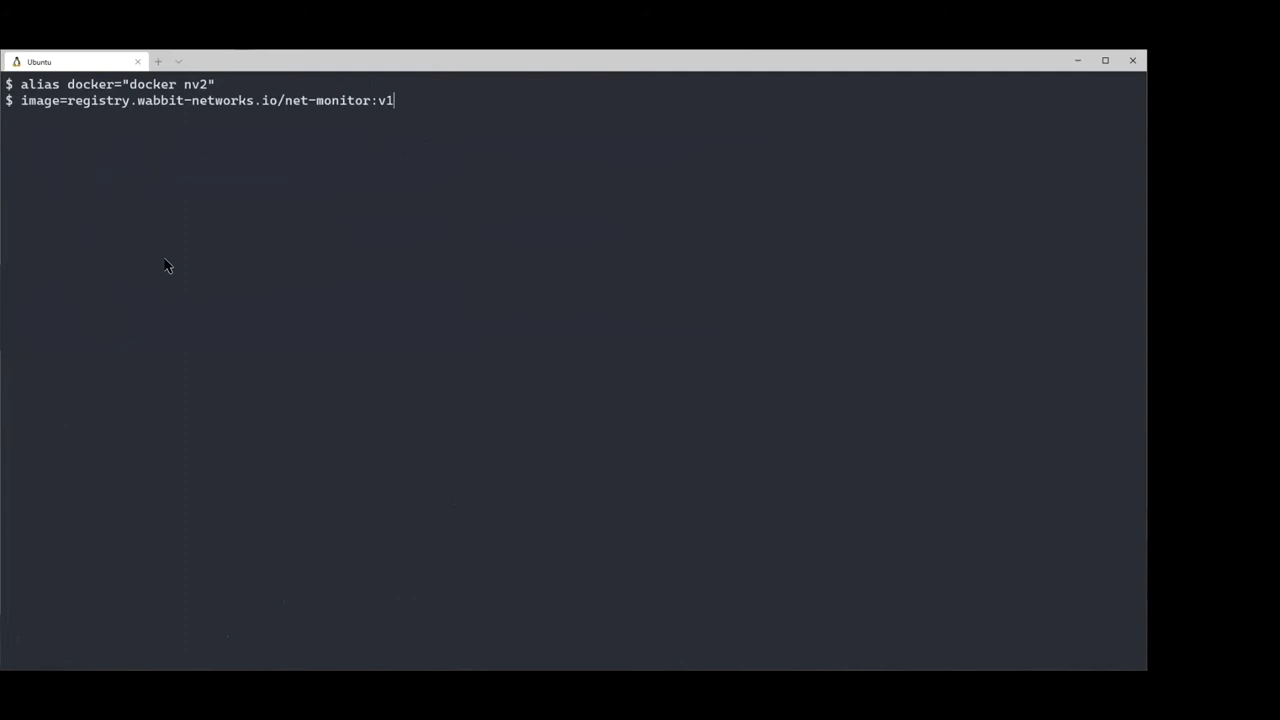 Ubuntu
$ alias docker="docker nv2"
$ image=registry.wabbit-networks.io/net-monitor:v1